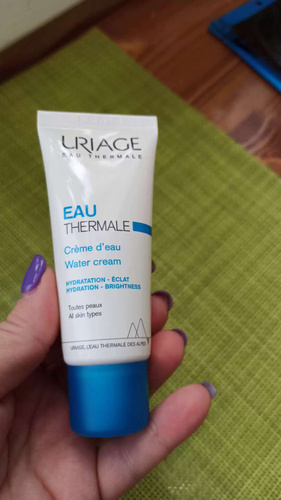 URIAGE
EAU THERMALE
EAU
THERMALE
Crème d'eau
Water cream
HYDRATATION - ÉCLAT
HYDRATION - BRIGHTNESS
Toutes peaux
All skin types
URIAGE, L'EAU THERMALE DES ALPES